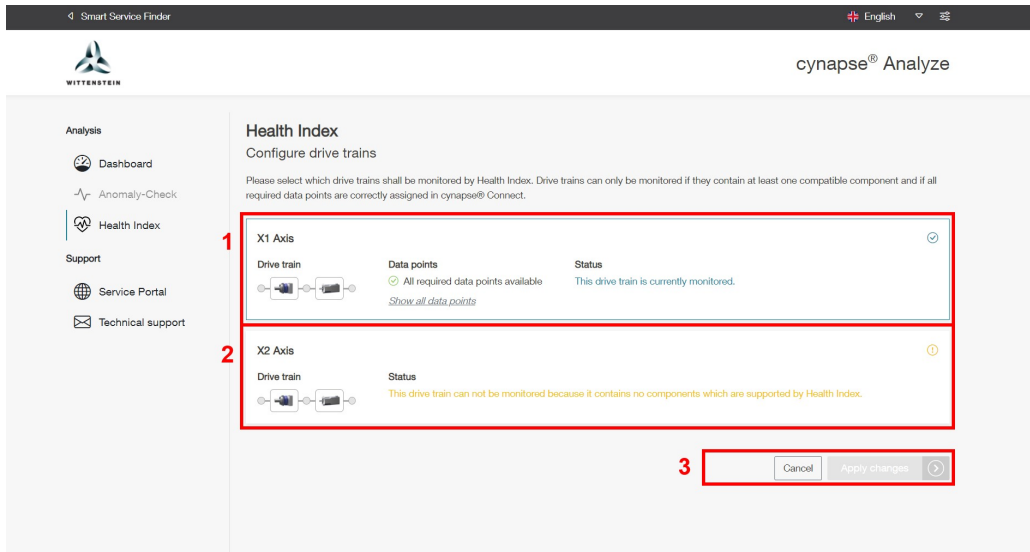 Smart Service Finder
English
WITTENSTEIN
cynapse® Analyze
Analysis
Dashboard
Anomaly-Check
Health Index
Support
Service Portal
Technical support
Health Index
Configure drive trains
Please select which drive trains shall be monitored by Health Index. Drive trains can only be monitored if they contain at least one compatible component and if all
required data points are correctly assigned in cynapse® Connect.
1
X1 Axis
Drive train
Data points
Status
All required data points available
This drive train is currently monitored.
Show all data points
2
X2 Axis
Drive train
Status
This drive train can not be monitored because it contains no components which are supported by Health Index.
3
Cancel
Apply changes